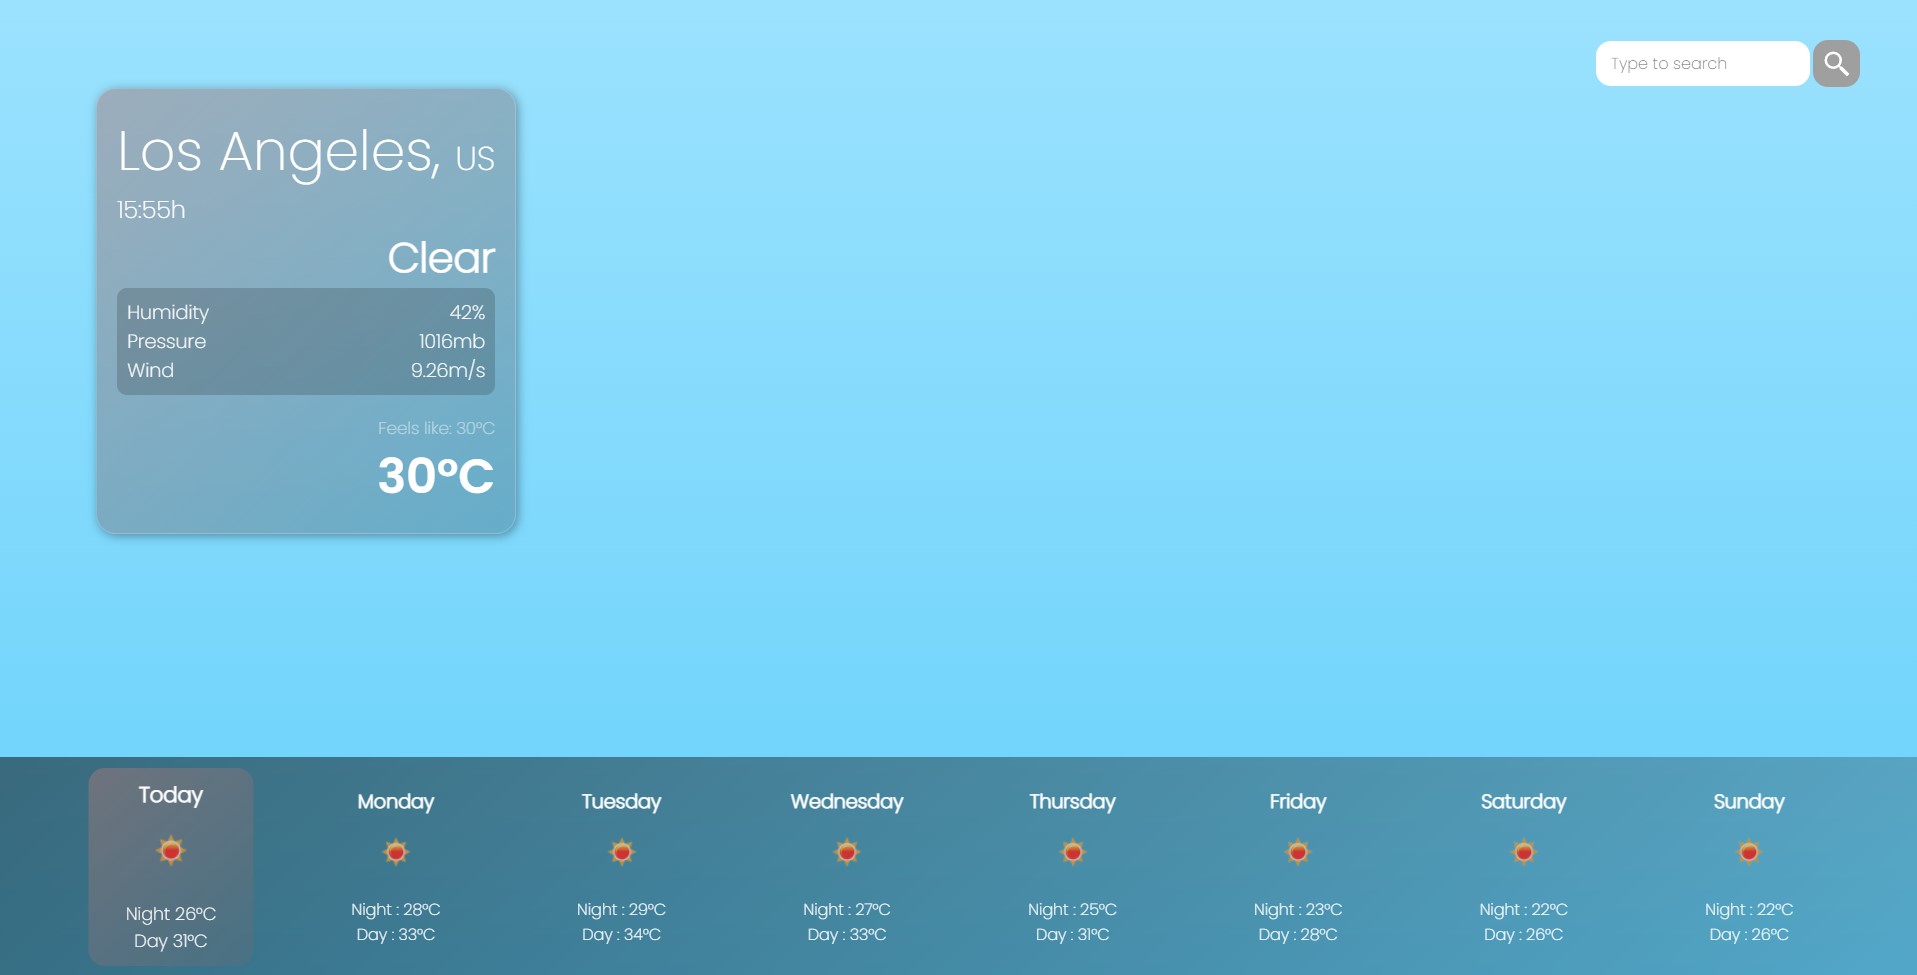 Type to search
Los Angeles, US
15:55h
Clear
Humidity 42%
Pressure 1016mb
Wind 9.26m/s
Feels like: 30°C
30°C
Today
Night 26°C
Day 31°C
Monday
Night : 28°C
Day : 33°C
Tuesday
Night : 29°C
Day : 34°C
Wednesday
Night : 27°C
Day : 33°C
Thursday
Night : 25°C
Day : 31°C
Friday
Night : 23°C
Day : 28°C
Saturday
Night : 22°C
Day : 26°C
Sunday
Night : 22°C
Day : 26°C